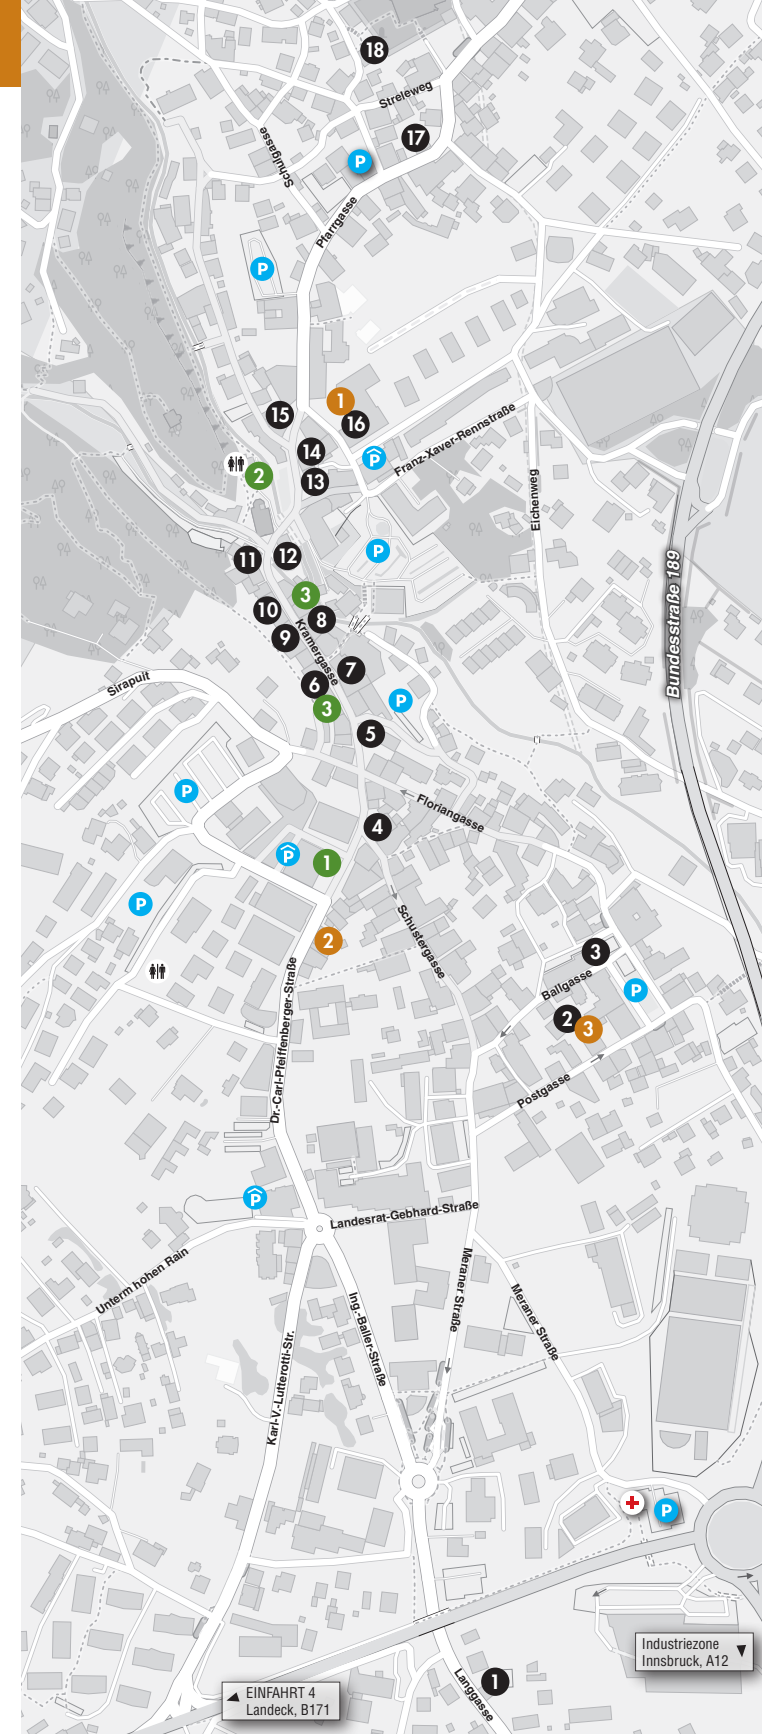 18
Streleweg
17
Schulgasse
P
Pfarrgasse
P
1
15
16
14
P
Franz-Xaver-Rennstraße
2
13
Eichenweg
P
11
12
Bundesstraße 189
3
10
8
9
Kramergasse
7
6
Sirapuit
P
3
5
P
Floriangasse
4
P
1
P
Schustergasse
2
3
Ballgasse
P
2
3
Dr.-Carl-Pfeiffenberger-Straße
Postgasse
P
Landesrat-Gebhard-Straße
Unterm hohen Rain
Meraner Straße
Meraner Straße
Ing.-Baller-Straße
Karl-V.-Lutterotti-Str.
P
Industriezone
Innsbruck, A12
1
Langgasse
EINFAHRT 4
Landeck, B171